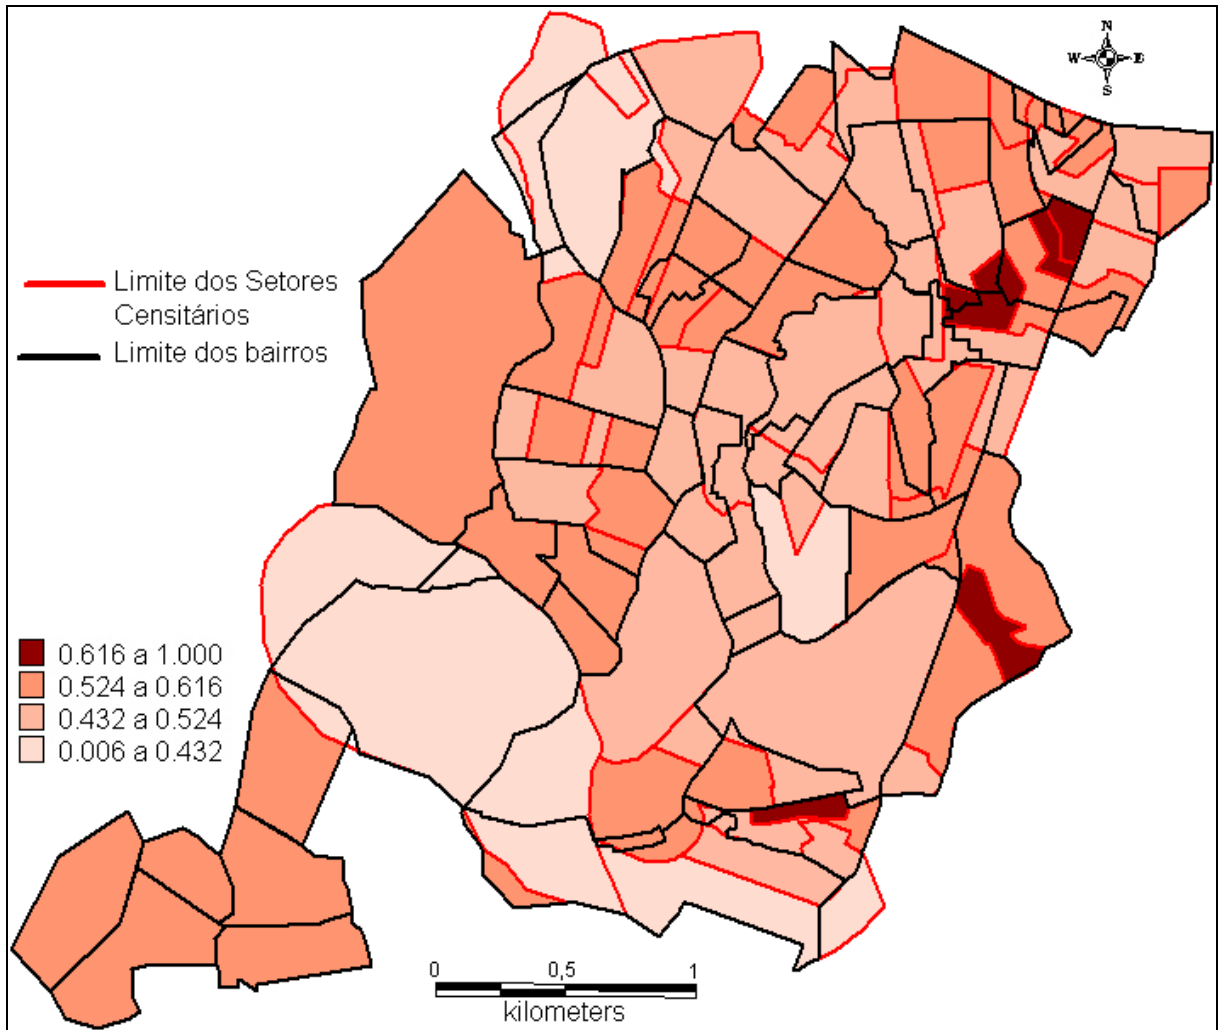 N
W E
S
Limite dos Setores
Censitários
Limite dos bairros
0.616 a 1.000
0.524 a 0.616
0.432 a 0.524
0.006 a 0.432
0 0,5 1
kilometers